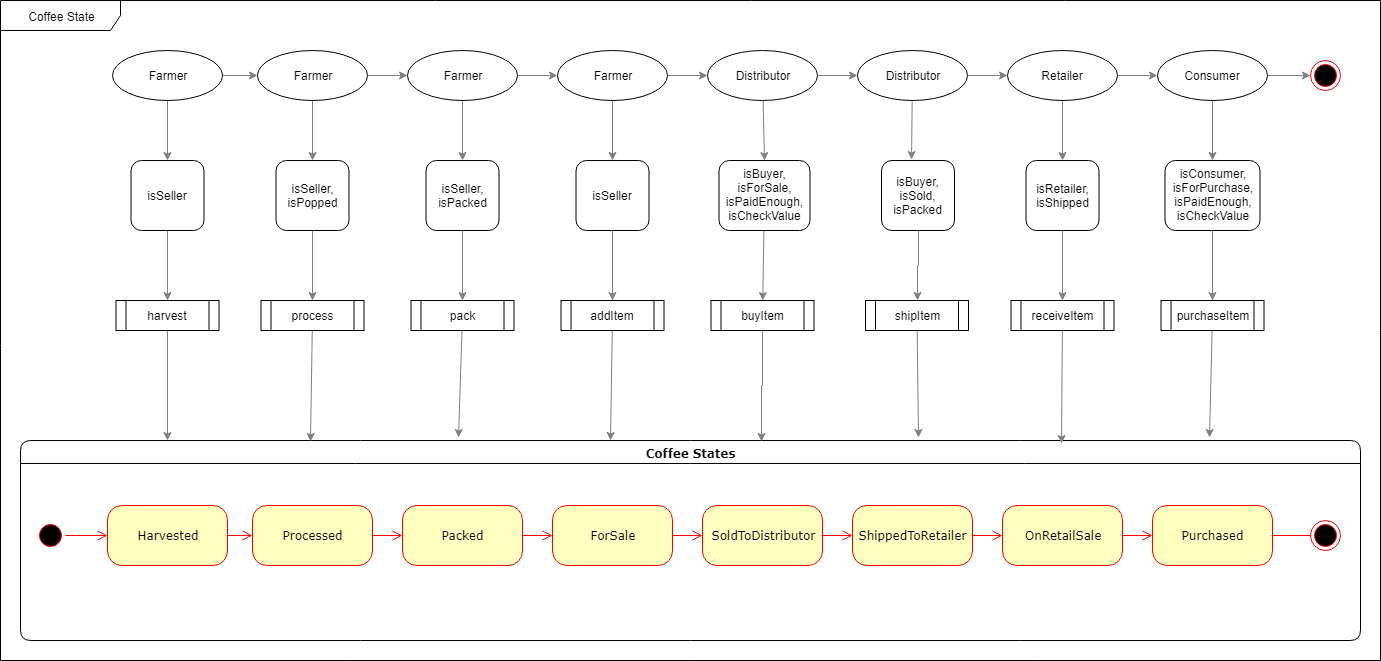 Coffee State
Farmer
Farmer
Farmer
Farmer
Distributor
Distributor
Retailer
Consumer
isSeller
isSeller,
isPopped
isSeller,
isPacked
isSeller
isBuyer,
isForSale,
isPaidEnough,
isCheckValue
isBuyer,
isSold,
isPacked
isRetailer,
isShipped
isConsumer,
isForPurchase,
isPaidEnough,
isCheckValue
harvest
process
pack
addItem
buyItem
shipItem
receiveItem
purchaseItem
Coffee States
Harvested
Processed
Packed
ForSale
SoldToDistributor
ShippedToRetailer
OnRetailSale
Purchased